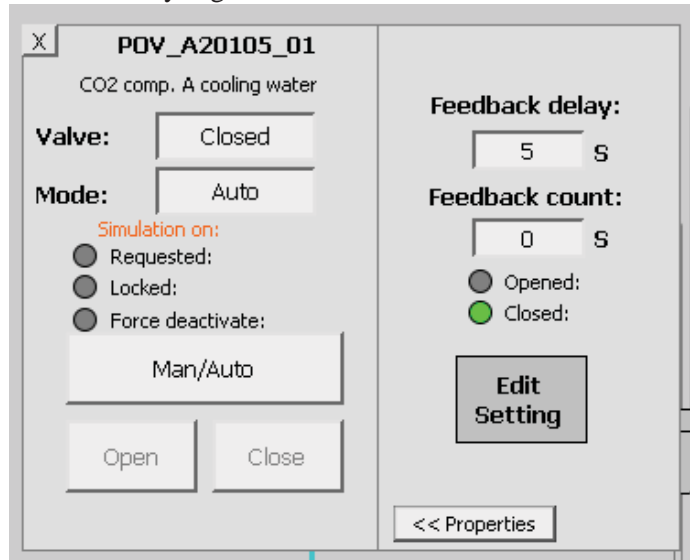 X
POV_A20105_01
CO2 comp. A cooling water
Valve: Closed
Mode: Auto
Simulation on:
Requested:
Locked:
Force deactivate:
Man/Auto
Open Close
Feedback delay:
5 S
Feedback count:
0 S
Opened:
Closed:
Edit
Setting
<< Properties